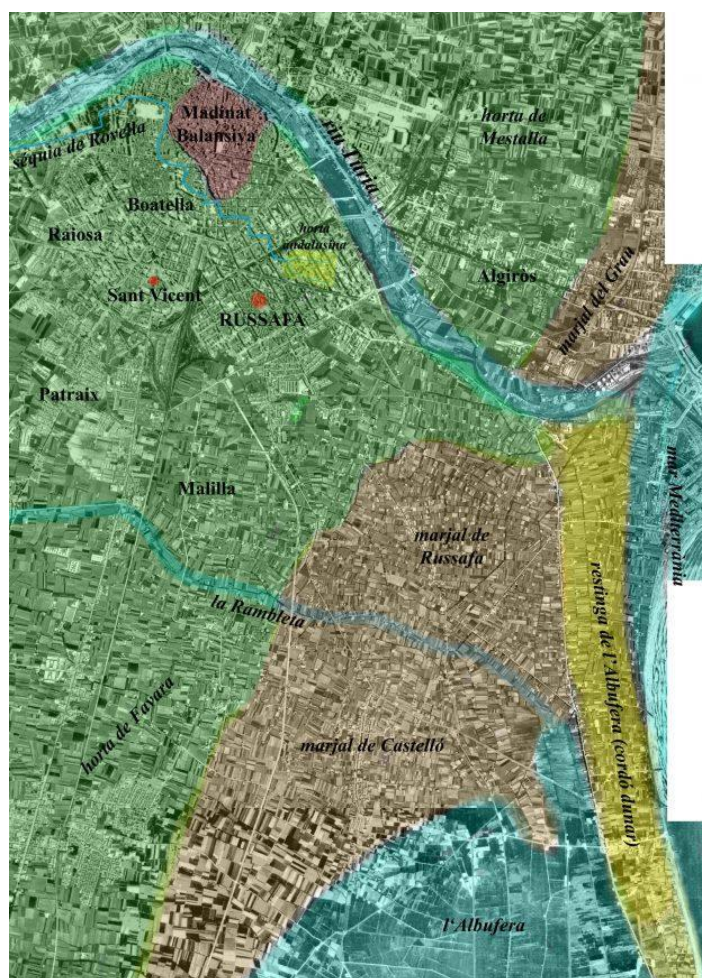 Madinat
Balansiya
sèquia de Rovella
riu Túria
horta de
Mestalla
Boatella
Raiosa
horta
andalusina
Sant Vicent
RUSSAFA
Algiròs
marjal del Grau
Patraix
Malilla
mar Mediterrània
marjal de
Russafa
la Rambleta
restinga de l'Albufera (cordó dunar)
horta de Favara
marjal de Castelló
l'Albufera